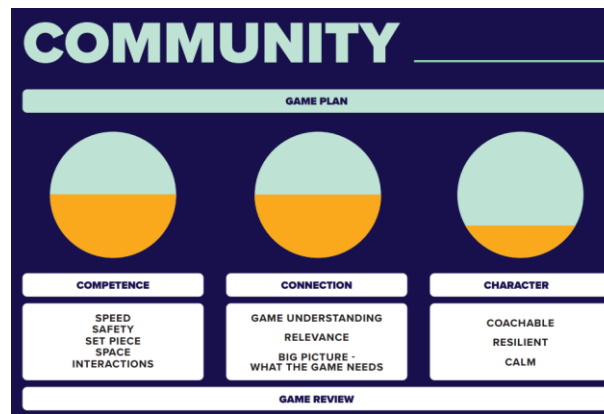 COMMUNITY
GAME PLAN
COMPETENCE
CONNECTION
CHARACTER
SPEED
SAFETY
SET PIECE
SPACE
INTERACTIONS
GAME UNDERSTANDING
RELEVANCE
BIG PICTURE -
WHAT THE GAME NEEDS
COACHABLE
RESILIENT
CALM
GAME REVIEW